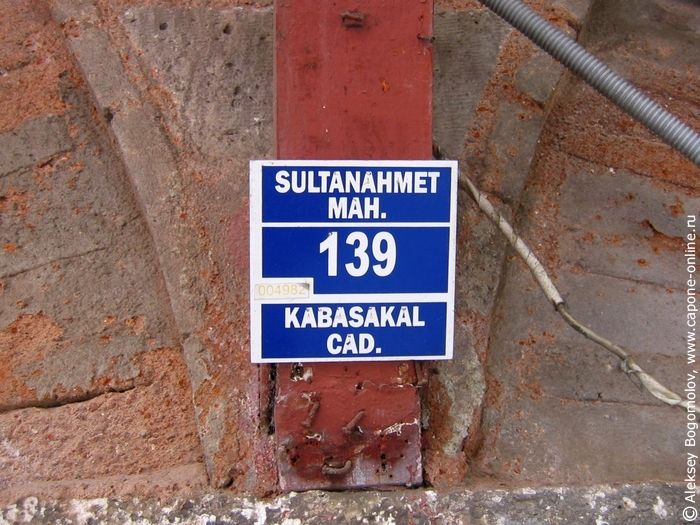 SULTANAHMET
MAH.
139
004982
KABASAKAL
CAD.
© Aleksey Bogomolov, www.capone-online.ru